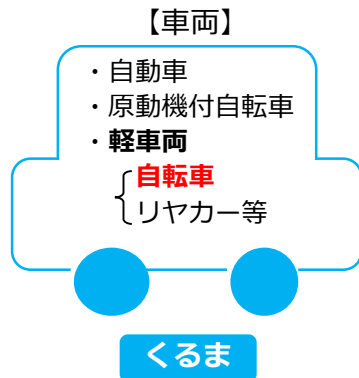 【車両】
・自動車
・原動機付自転車
・軽車両
自転車
リヤカー等
くるま